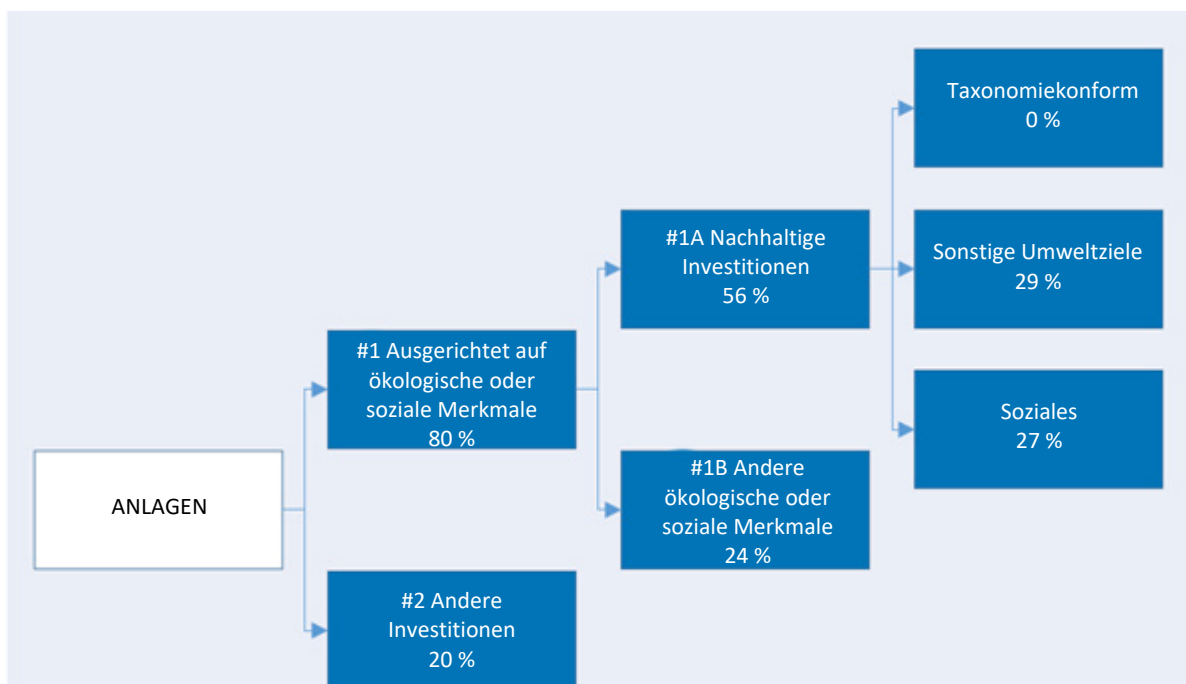 ANLAGEN
#1 Ausgerichtet auf
ökologische oder
soziale Merkmale
80 %
#2 Andere
Investitionen
20 %
#1A Nachhaltige
Investitionen
56 %
#1B Andere
ökologische oder
soziale Merkmale
24 %
Taxonomiekonform
0 %
Sonstige Umweltziele
29 %
Soziales
27 %